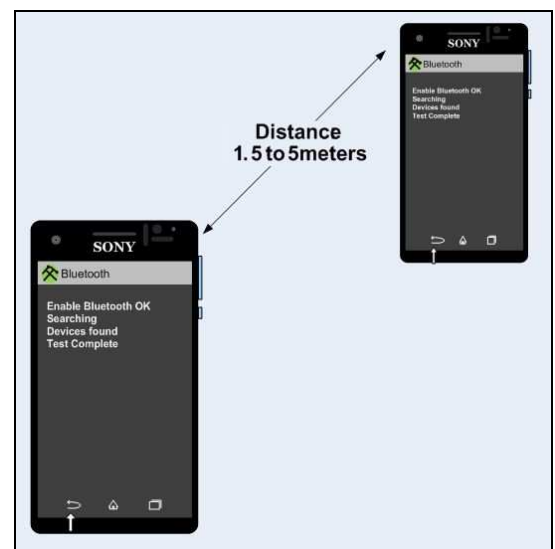 SONY
Bluetooth
Enable Bluetooth OK
Searching
Devices found
Test Complete
Distance
1.5 to 5meters
SONY
Bluetooth
Enable Bluetooth OK
Searching
Devices found
Test Complete